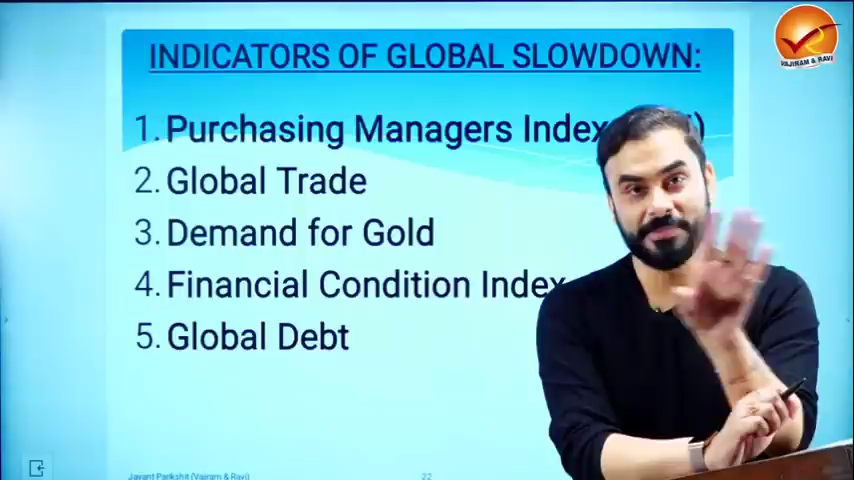 INDICATORS OF GLOBAL SLOWDOWN:
1. Purchasing Managers Index
2. Global Trade
3. Demand for Gold
4. Financial Condition Index
5. Global Debt
VAJIRAM & RAVI
Jayant Parikshit (Vajiram & Ravi)
22